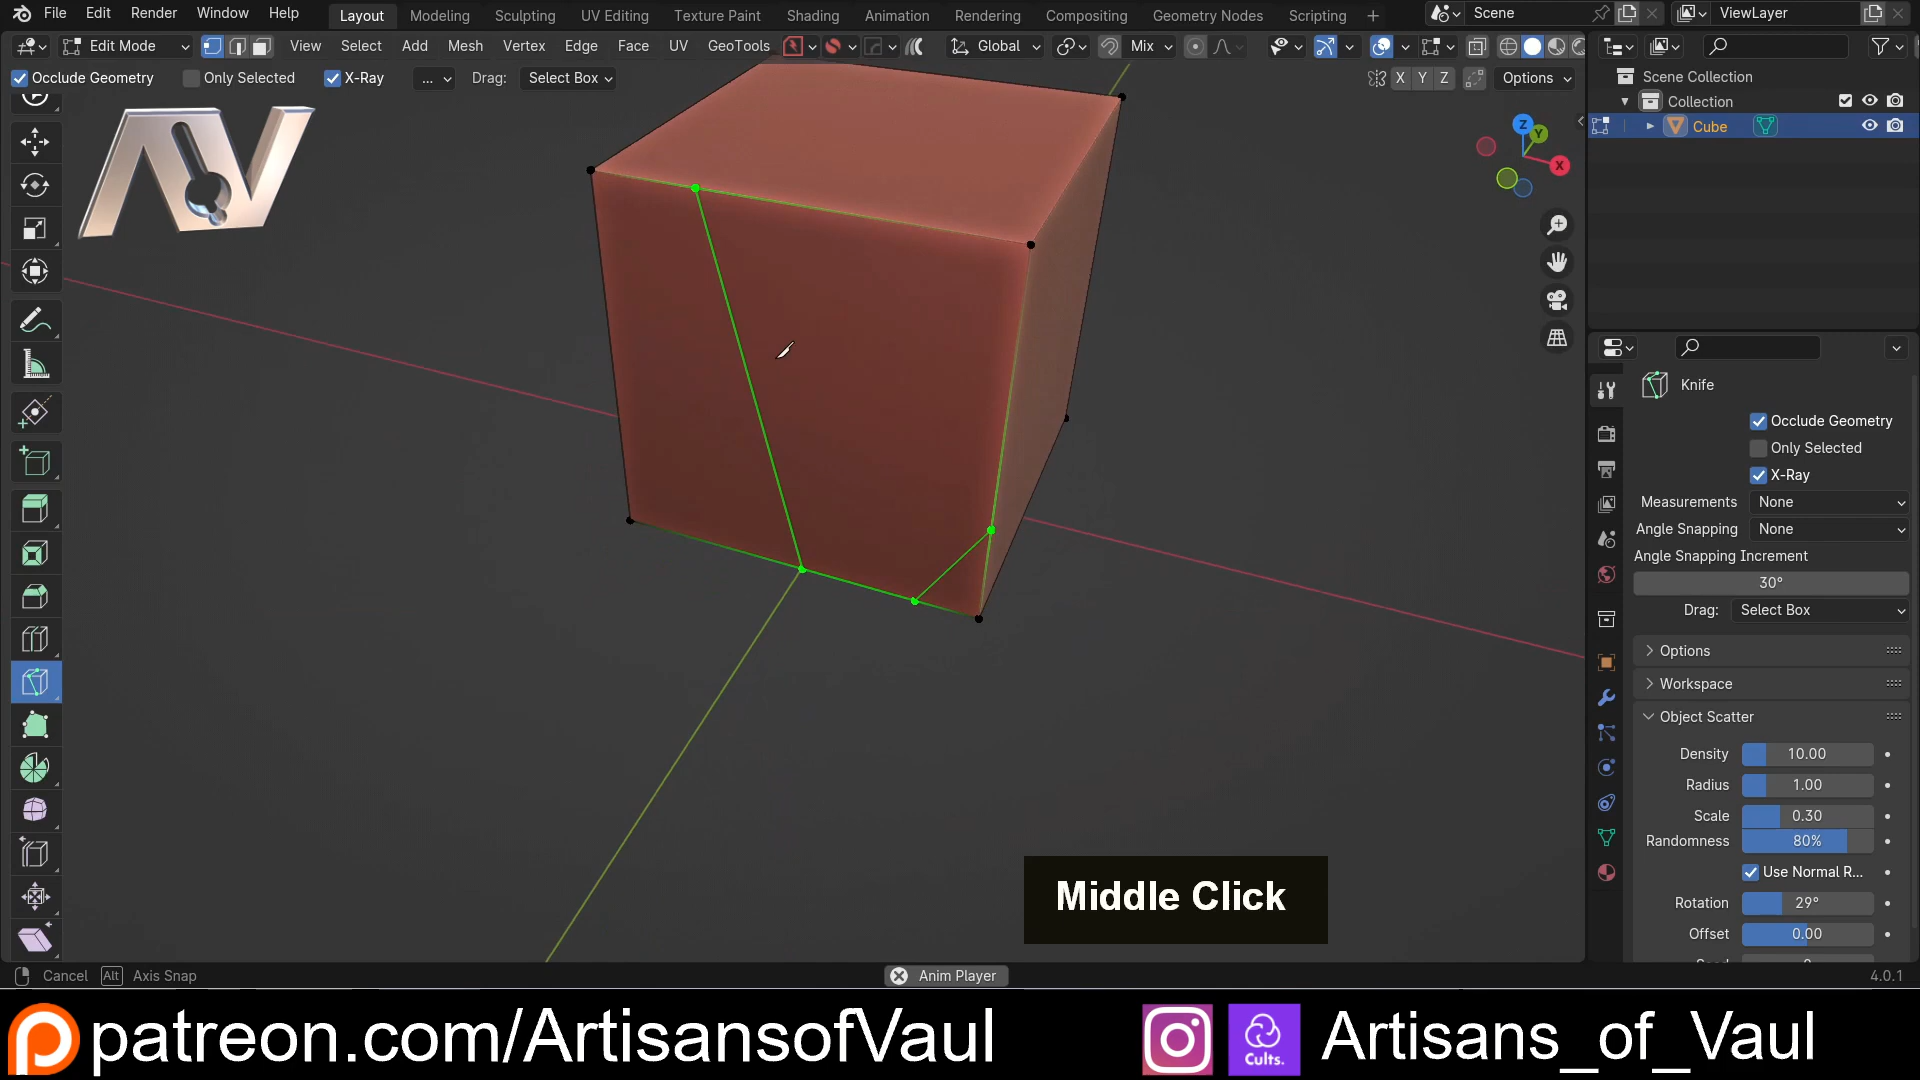 File Edit Render Window Help Layout Modeling Sculpting UV Editing Texture Paint Shading Animation Rendering Compositing Geometry Nodes Scripting + Scene ViewLayer
Edit Mode View Select Add Mesh Vertex Edge Face UV GeoTools Global Mix
Occlude Geometry Only Selected X-Ray ... Drag: Select Box X Y Z Options
Scene Collection
Collection
Cube
Z
Y
X
Knife
Occlude Geometry
Only Selected
X-Ray
Measurements None
Angle Snapping None
Angle Snapping Increment
30°
Drag: Select Box
Options
Workspace
Object Scatter
Density 10.00
Radius 1.00
Scale 0.30
Randomness 80%
Use Normal R...
Rotation 29°
Offset 0.00
Middle Click
Cancel Alt Axis Snap Anim Player 4.0.1
patreon.com/ArtisansofVaul
Cults.
Artisans_of_Vaul